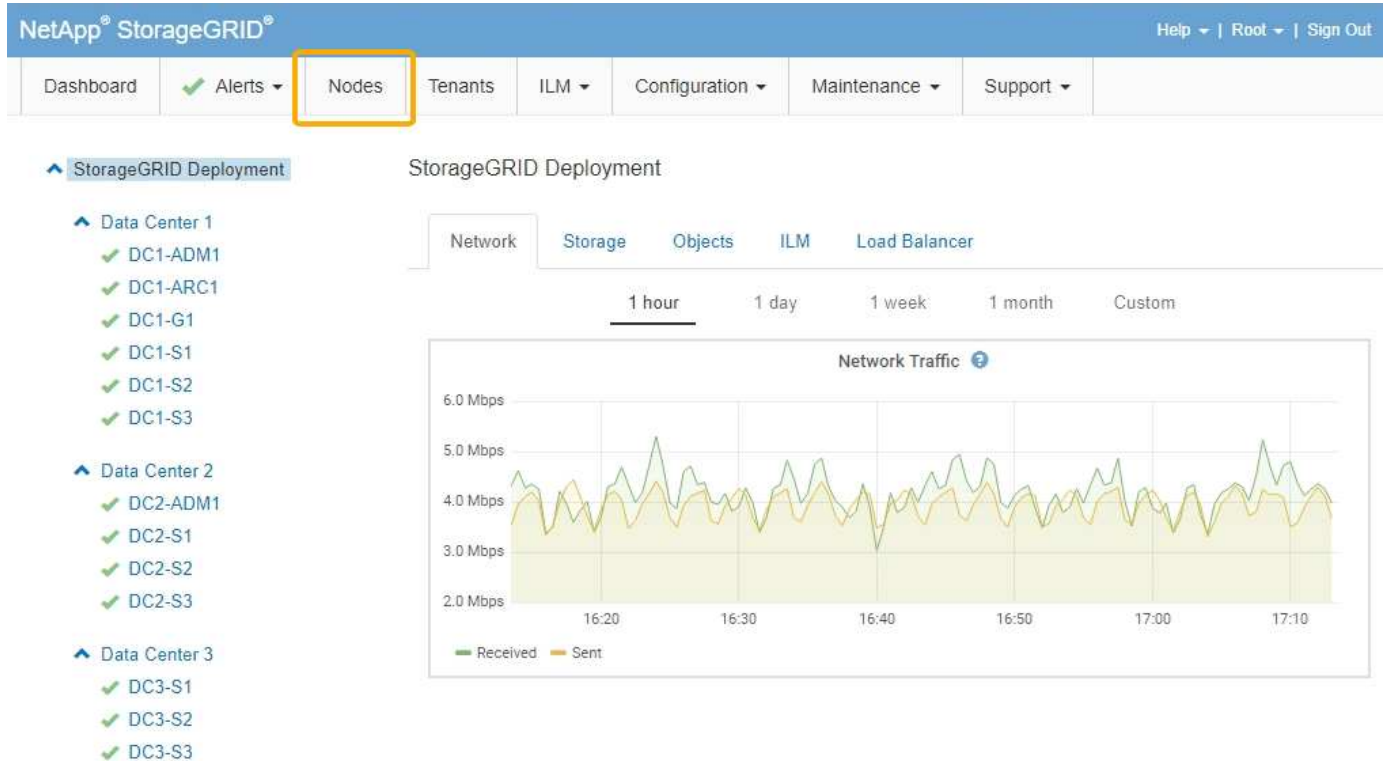 NetApp® StorageGRID®
Help | Root | Sign Out
Dashboard Alerts Nodes Tenants ILM Configuration Maintenance Support
StorageGRID Deployment
Data Center 1
DC1-ADM1
DC1-ARC1
DC1-G1
DC1-S1
DC1-S2
DC1-S3
Data Center 2
DC2-ADM1
DC2-S1
DC2-S2
DC2-S3
Data Center 3
DC3-S1
DC3-S2
DC3-S3
StorageGRID Deployment
Network Storage Objects ILM Load Balancer
1 hour 1 day 1 week 1 month Custom
Network Traffic ?
6.0 Mbps
5.0 Mbps
4.0 Mbps
3.0 Mbps
2.0 Mbps
16:20 16:30 16:40 16:50 17:00 17:10
Received Sent